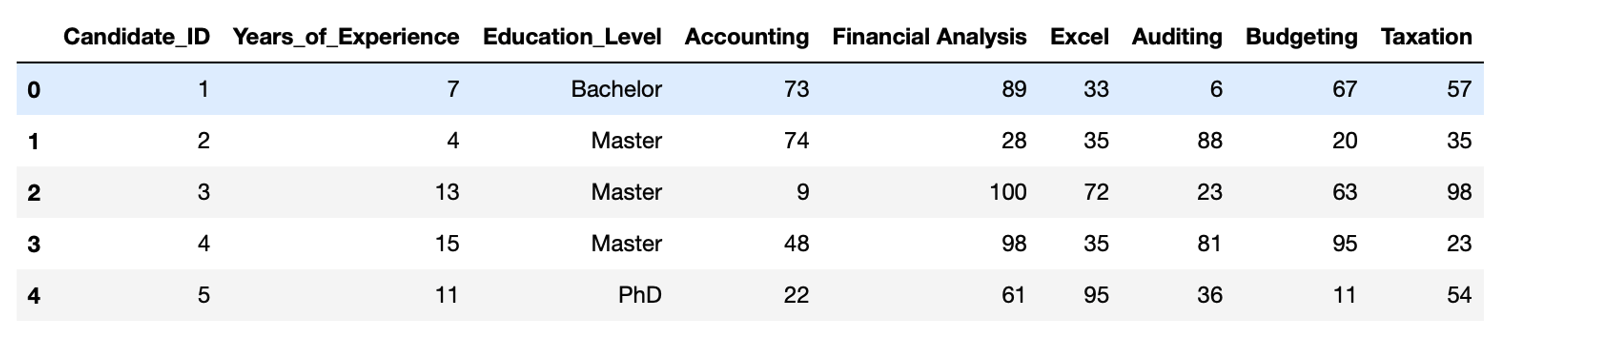 Candidate_ID Years_of_Experience Education_Level Accounting Financial Analysis Excel Auditing Budgeting Taxation
0 1 7 Bachelor 73 89 33 6 67 57
1 2 4 Master 74 28 35 88 20 35
2 3 13 Master 9 100 72 23 63 98
3 4 15 Master 48 98 35 81 95 23
4 5 11 PhD 22 61 95 36 11 54